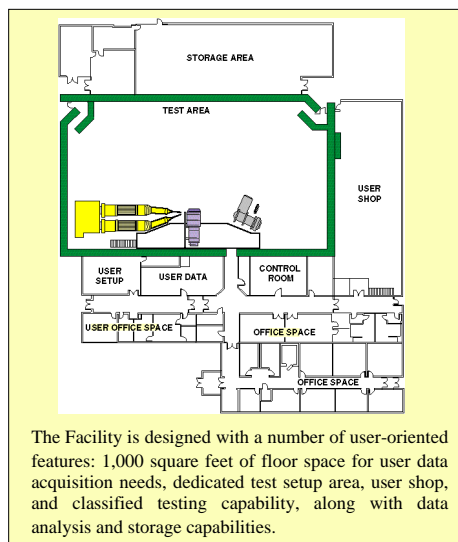 STORAGE AREA
TEST AREA
USER
SHOP
USER
SETUP
USER DATA
CONTROL
ROOM
USER OFFICE SPACE
OFFICE SPACE
OFFICE SPACE
The Facility is designed with a number of user-oriented
features: 1,000 square feet of floor space for user data
acquisition needs, dedicated test setup area, user shop,
and classified testing capability, along with data
analysis and storage capabilities.